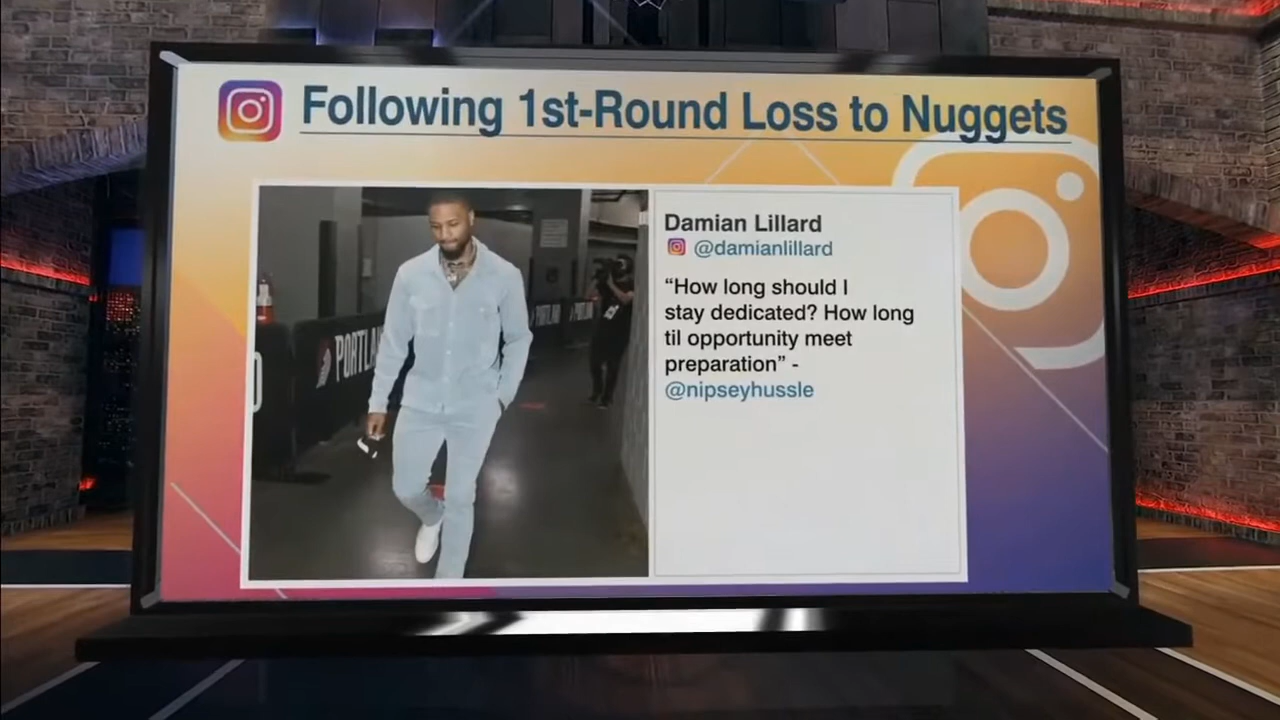 Following 1st-Round Loss to Nuggets
Damian Lillard
@damianlillard
“How long should I
stay dedicated? How long
til opportunity meet
preparation” -
@nipseyhussle
PORTLA
PORTLAND